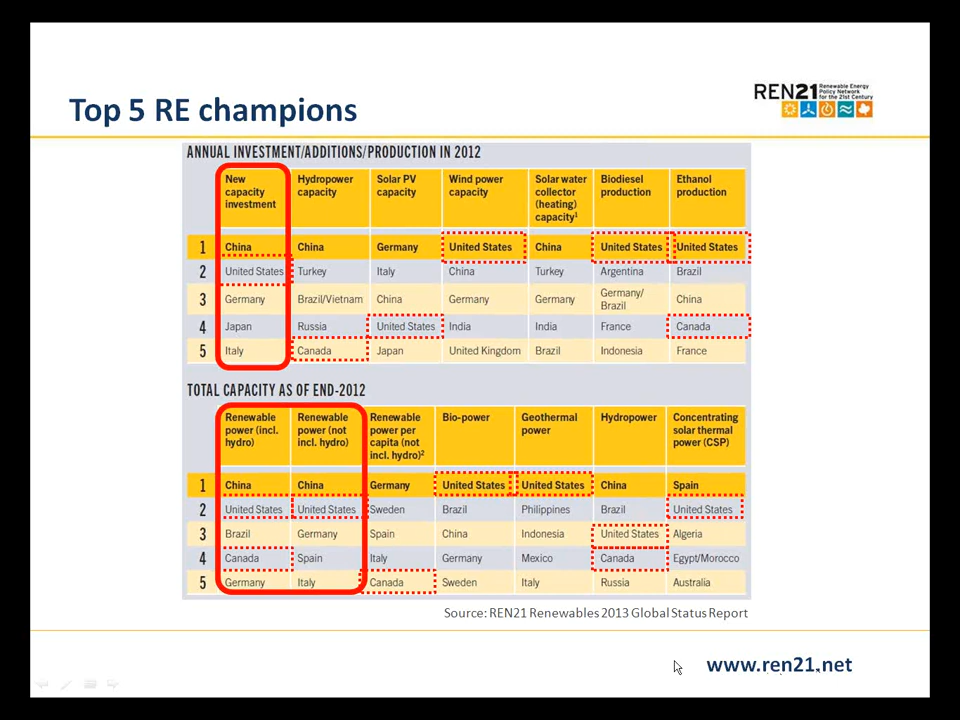 Top 5 RE champions
REN21 Renewable Energy
Policy Network
for the 21st Century
ANNUAL INVESTMENT/ADDITIONS/PRODUCTION IN 2012
New capacity investment Hydropower capacity Solar PV capacity Wind power capacity Solar water collector (heating) capacity¹ Biodiesel production Ethanol production
1 China China Germany United States China United States United States
2 United States Turkey Italy China Turkey Argentina Brazil
3 Germany Brazil/Vietnam China Germany Germany Germany/Brazil China
4 Japan Russia United States India India France Canada
5 Italy Canada Japan United Kingdom Brazil Indonesia France
TOTAL CAPACITY AS OF END-2012
Renewable power (incl. hydro) Renewable power (not incl. hydro) Renewable power per capita (not incl. hydro)² Bio-power Geothermal power Hydropower Concentrating solar thermal power (CSP)
1 China China Germany United States United States China Spain
2 United States United States Sweden Brazil Philippines Brazil United States
3 Brazil Germany Spain China Indonesia United States Algeria
4 Canada Spain Italy Germany Mexico Canada Egypt/Morocco
5 Germany Italy Canada Sweden Italy Russia Australia
Source: REN21 Renewables 2013 Global Status Report
www.ren21.net